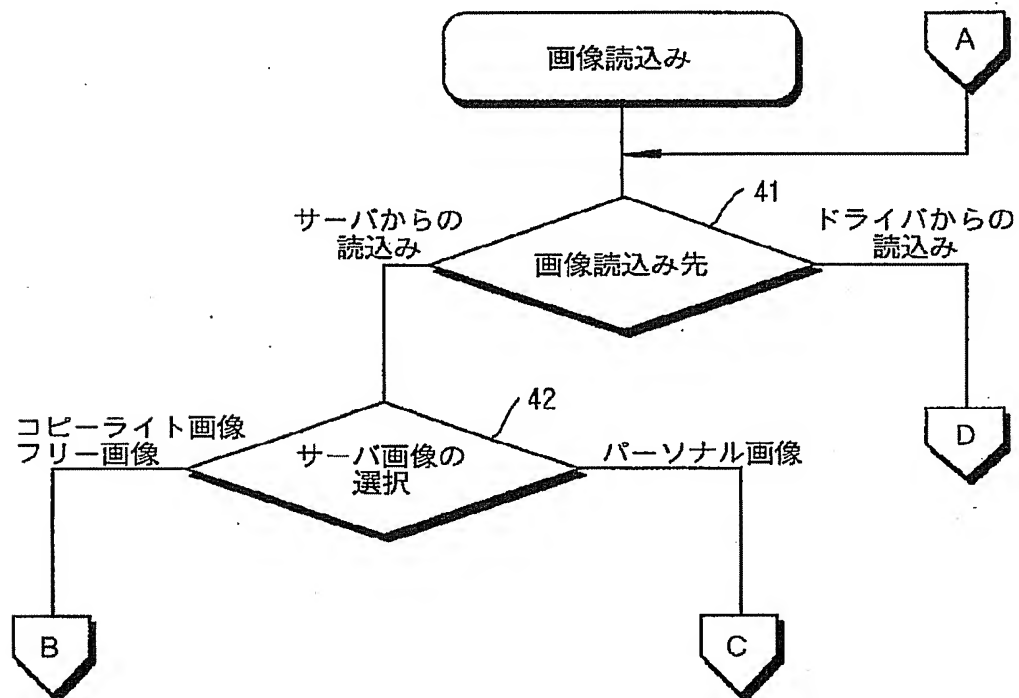 画像読込み
A
41
サーバからの
読込み
画像読込み先
ドライバからの
読込み
42
コピーライト画像
フリー画像
サーバ画像の
選択
パーソナル画像
D
B
C